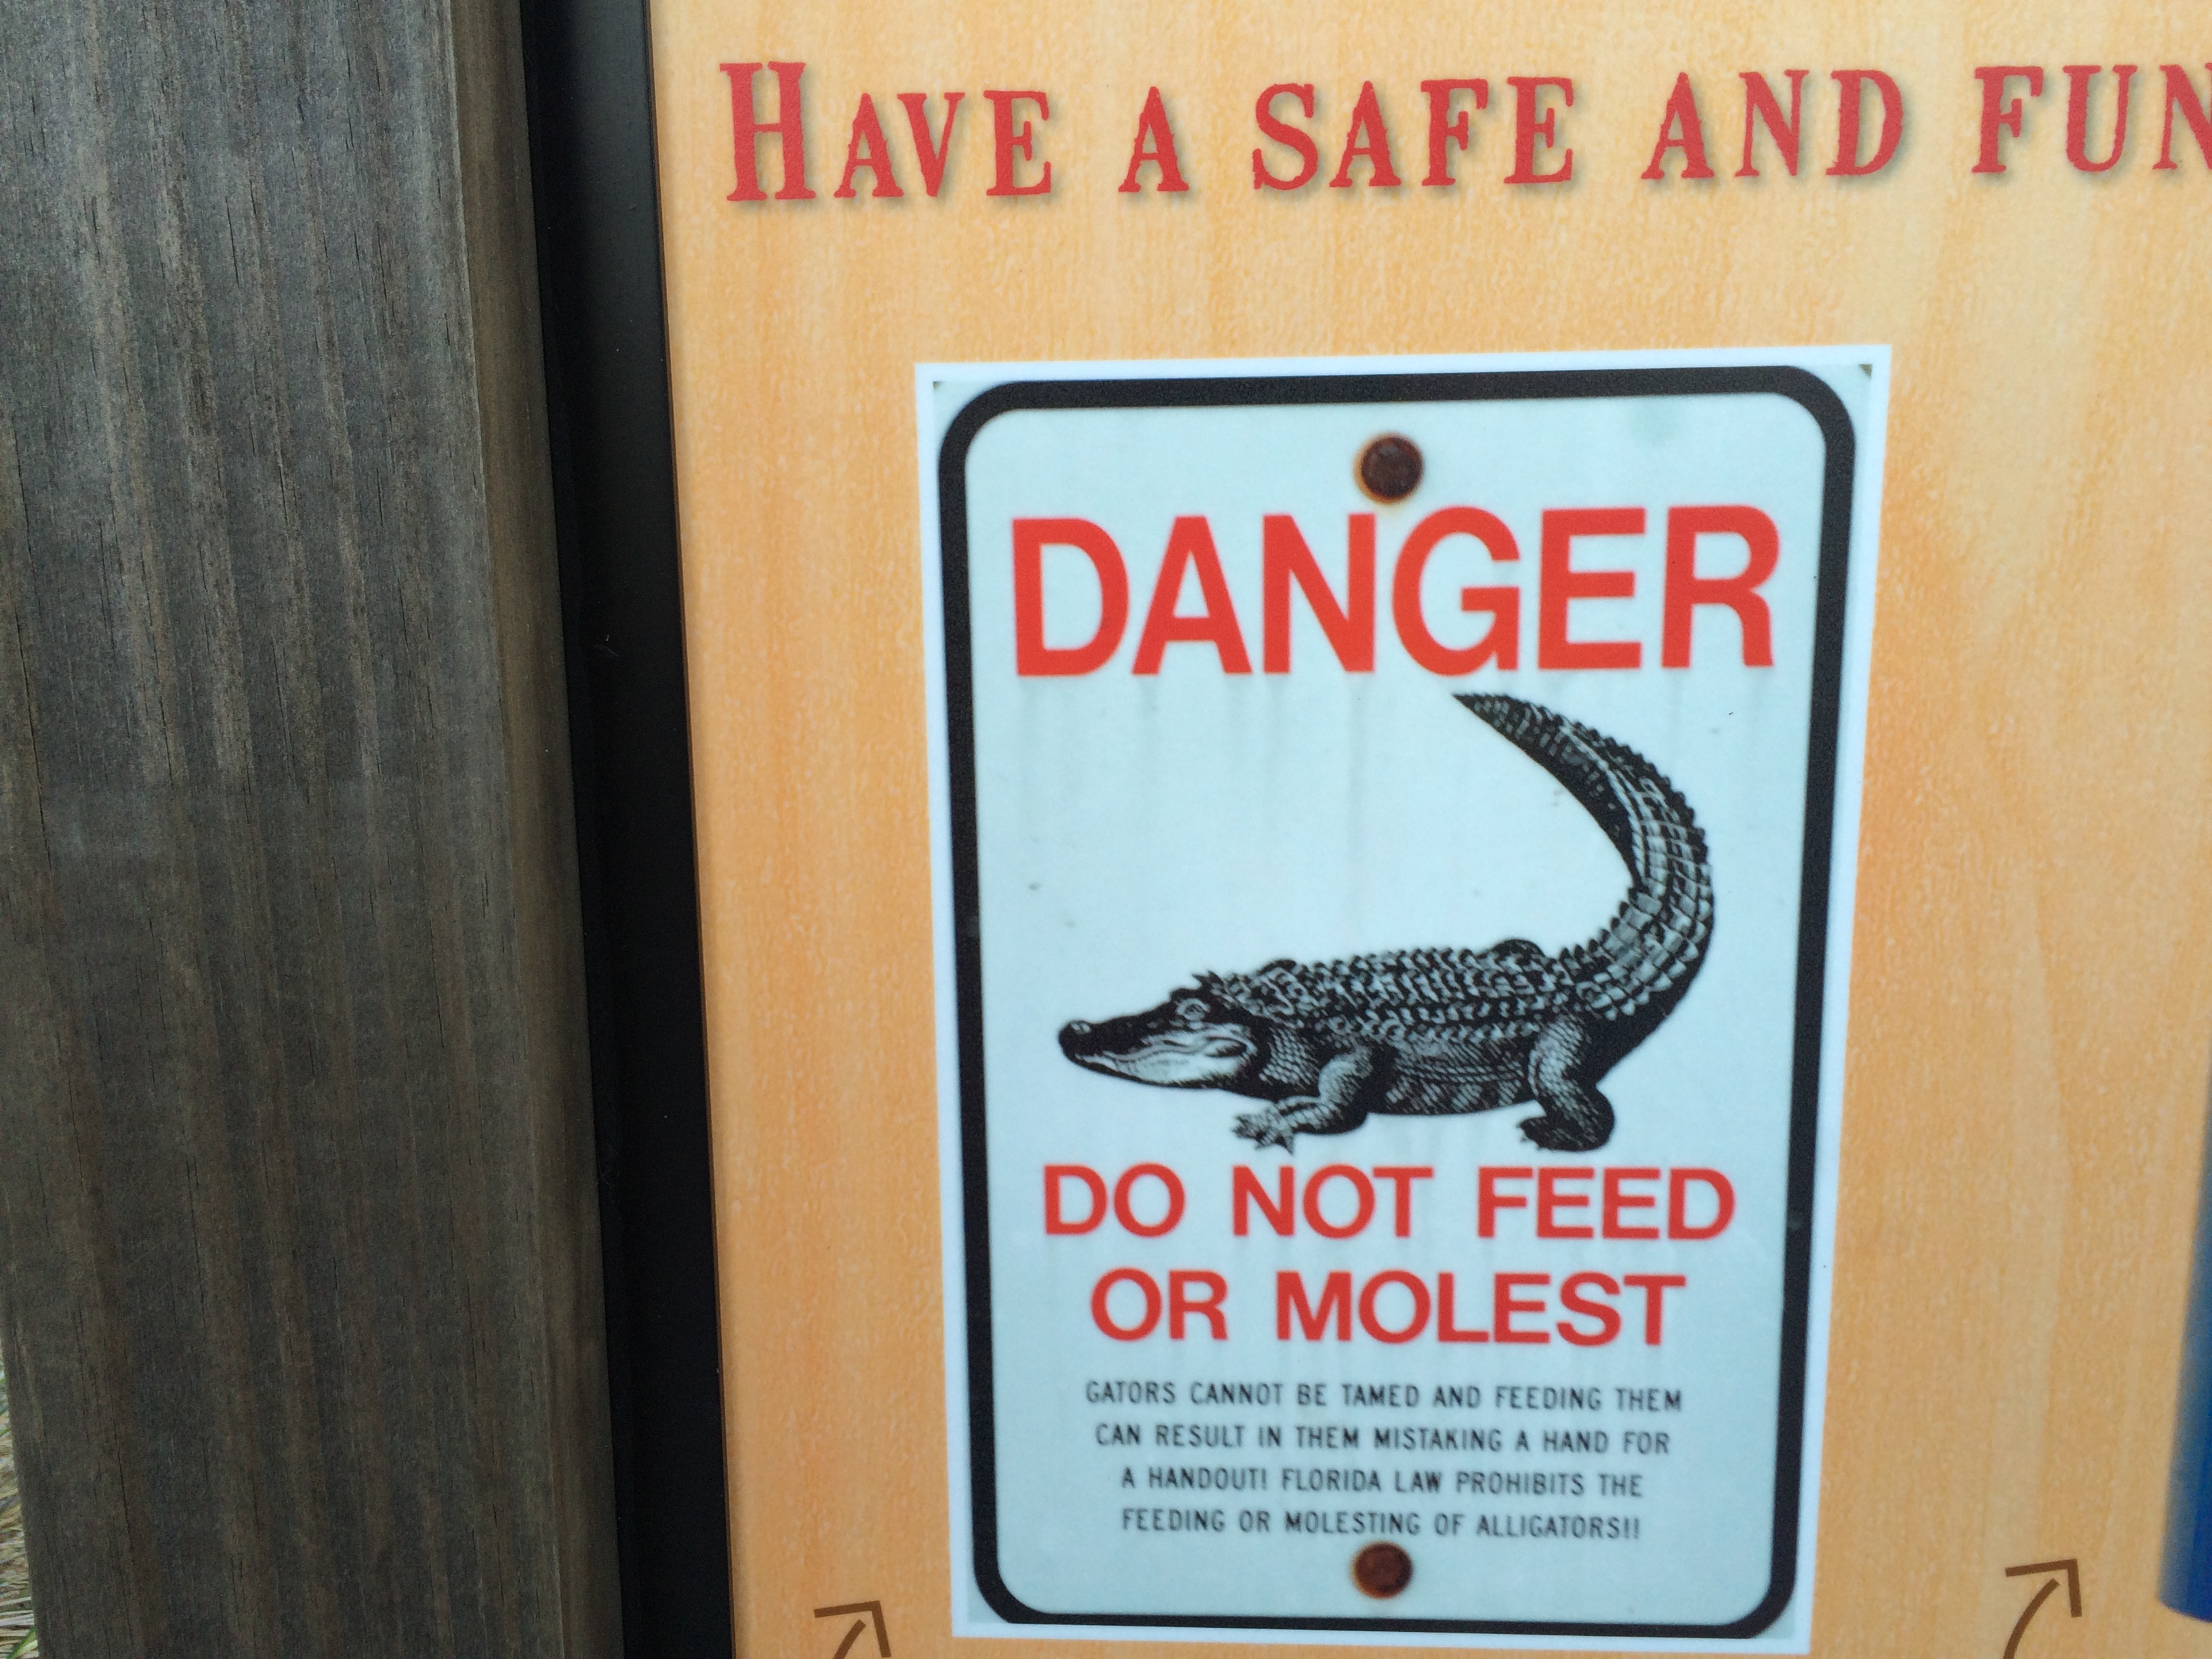 HAVE A SAFE AND FUN
DANGER
DO NOT FEED
OR MOLEST
GATORS CANNOT BE TAMED AND FEEDING THEM
CAN RESULT IN THEM MISTAKING A HAND FOR
A HANDOUT! FLORIDA LAW PROHIBITS THE
FEEDING OR MOLESTING OF ALLIGATORS!!